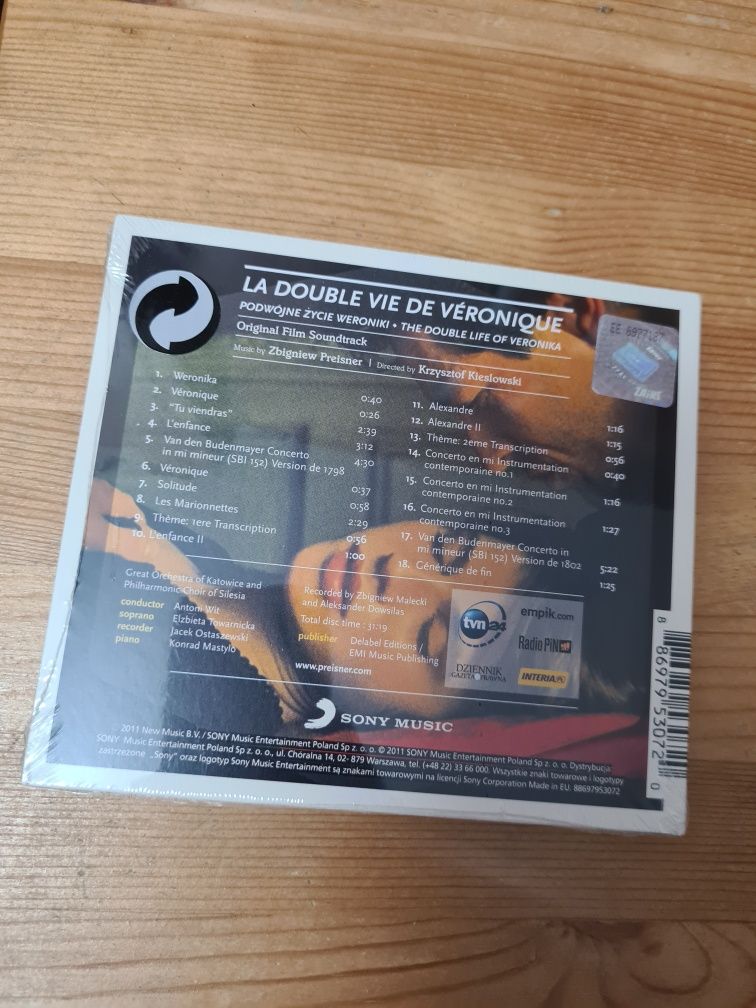 LA DOUBLE VIE DE VÉRONIQUE
PODWÓJNE ŻYCIE WERONIKI • THE DOUBLE LIFE OF VERONIKA
Original Film Soundtrack
Music by Zbigniew Preisner | Directed by Krzysztof Kieslowski
EE 6977127
ZAiKS
1. Weronika 0:40
2. Véronique 0:26
3. "Tu viendras" 2:39
4. L'enfance 3:12
5. Van den Budenmayer Concerto
in mi mineur (SBI 152) Version de 1798 4:30
6. Véronique 0:37
7. Solitude 0:58
8. Les Marionnettes 2:29
9. Thème: 1ere Transcription 0:56
10. L'enfance II 1:00
11. Alexandre 1:16
12. Alexandre II 1:15
13. Thème: 2eme Transcription 0:56
14. Concerto en mi Instrumentation
contemporaine no.1 0:40
15. Concerto en mi Instrumentation
contemporaine no.2 1:16
16. Concerto en mi Instrumentation
contemporaine no.3 1:27
17. Van den Budenmayer Concerto in
mi mineur (SBI 152) Version de 1802 5:22
18. Générique de fin 1:25
Great Orchestra of Katowice and
Philharmonic Choir of Silesia
conductor Antoni Wit
soprano Elzbieta Towarnicka
recorder Jacek Ostaszewski
piano Konrad Mastylo
Recorded by Zbigniew Malecki
and Aleksander Dowsilas
Total disc time : 31:19
publisher Delabel Editions /
EMI Music Publishing
www.preisner.com
tvn24
empik.com
Radio PiN
DZIENNIK
GAZETA PRAWNA
INTERIA.PL
SONY MUSIC
2011 New Music B.V. / SONY Music Entertainment Poland Sp z. o. o. © 2011 SONY Music Entertainment Poland Sp z. o. o. Dystrybucja
SONY Music Entertainment Poland Sp z. o. o., ul. Chóralna 14, 02- 879 Warszawa, tel. (+48 22) 33 66 000. Wszystkie znaki towarowe i logotypy
zastrzeżone „Sony" oraz logotyp Sony Music Entertainment są znakami towarowymi na licencji Sony Corporation Made in EU. 88697953072
8 86979 53072 0